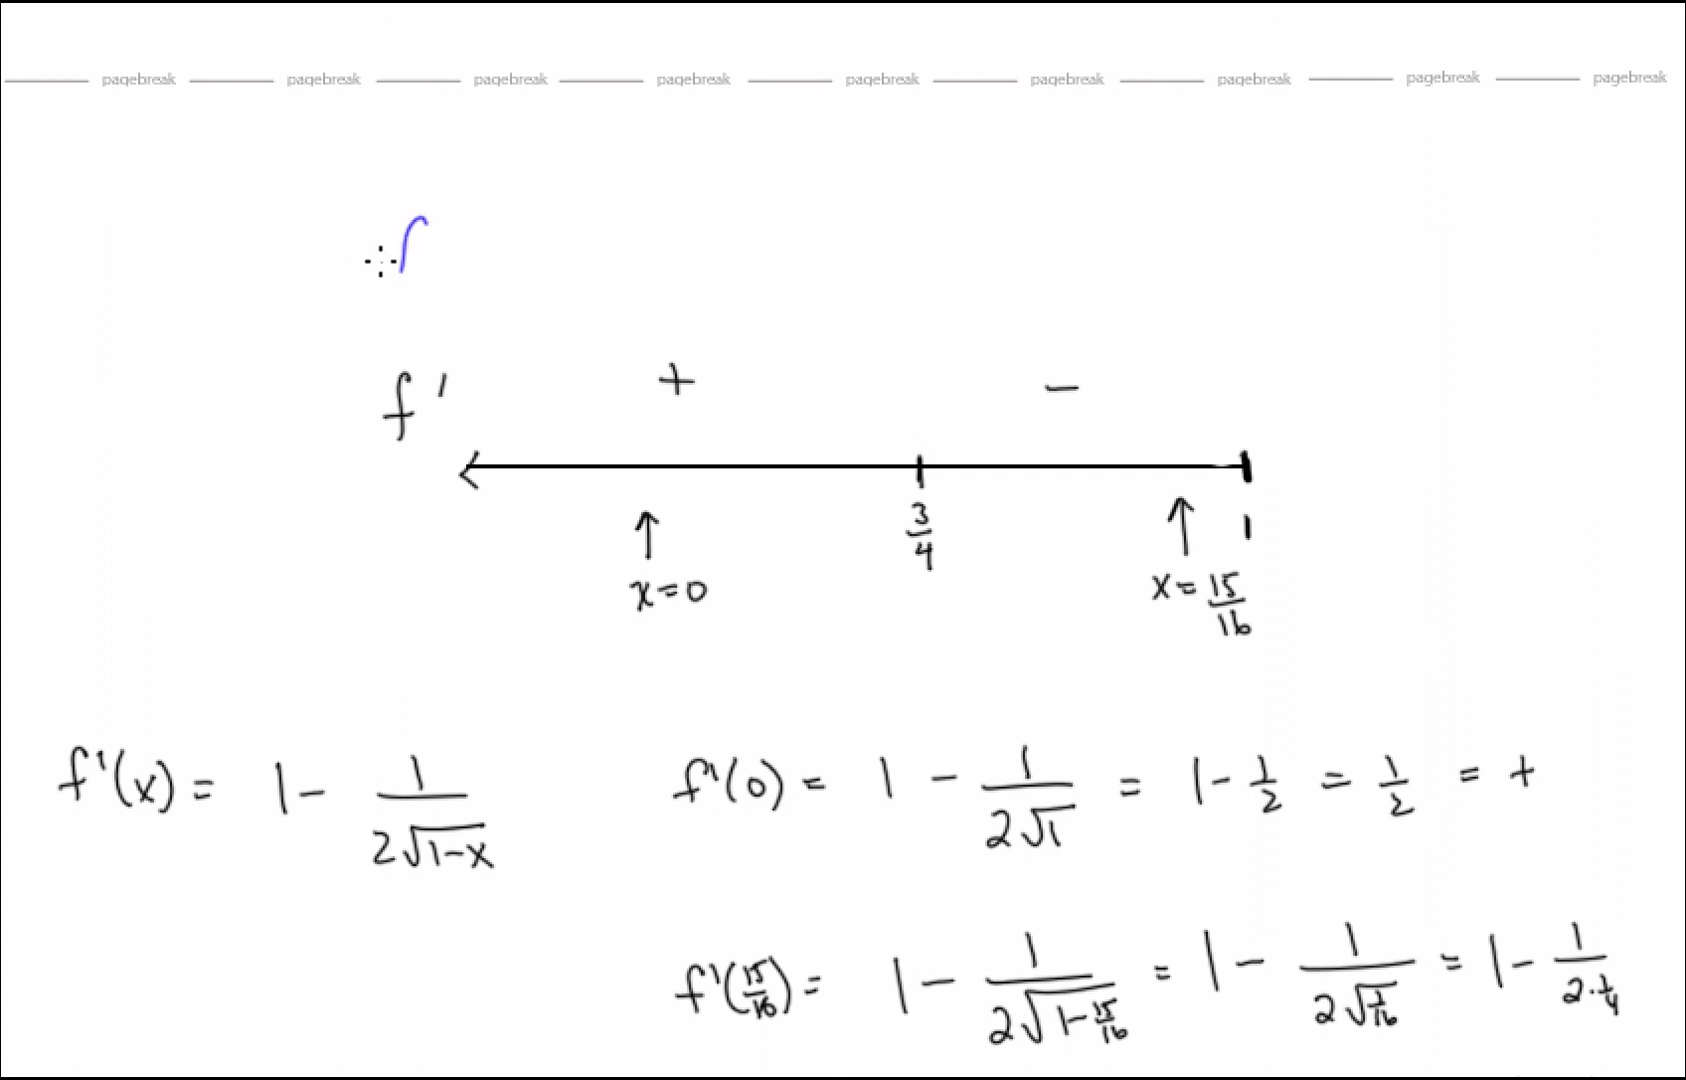 pagebreak pagebreak pagebreak pagebreak pagebreak pagebreak pagebreak pagebreak pagebreak
f' + −
3/4 1
x=0 x= 15/16
f'(x) = 1 − 1/(2√(1−x)) f'(0) = 1 − 1/(2√1) = 1 − 1/2 = 1/2 = +
f'(15/16) = 1 − 1/(2√(1−15/16)) = 1 − 1/(2√(1/16)) = 1 − 1/(2·1/4)